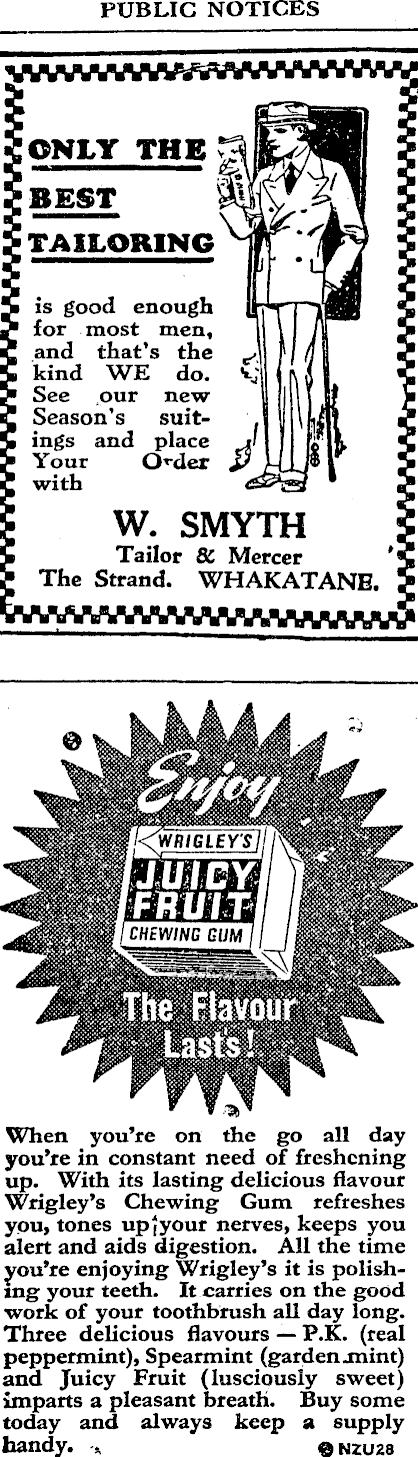 PUBLIC NOTICES
ONLY THE
BEST
TAILORING
is good enough
for most men,
and that's the
kind WE do.
See our new
Season's suit-
ings and place
Your Order
with
W. SMYTH
Tailor & Mercer
The Strand. WHAKATANE.
Enjoy
WRIGLEY'S
JUICY
FRUIT
CHEWING GUM
The Flavour
Lasts!
When you're on the go all day
you're in constant need of freshening
up. With its lasting delicious flavour
Wrigley's Chewing Gum refreshes
you, tones up your nerves, keeps you
alert and aids digestion. All the time
you're enjoying Wrigley's it is polish-
ing your teeth. It carries on the good
work of your toothbrush all day long.
Three delicious flavours — P.K. (real
peppermint), Spearmint (garden mint)
and Juicy Fruit (lusciously sweet)
imparts a pleasant breath. Buy some
today and always keep a supply
handy.
NZU28